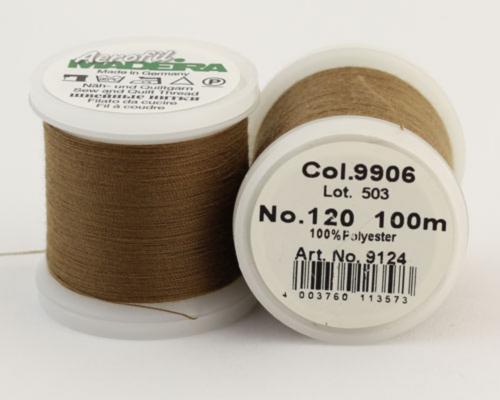 Aerofil
MADEIRA
Made in Germany
Näh- und Quiltgarn
Sew and Quilt Thread
Швейные нитки
Filato da cucire
Fil à coudre
Col.9906
Lot. 503
No.120 100m
100%Polyester
Art. No. 9124
4 003760 113573